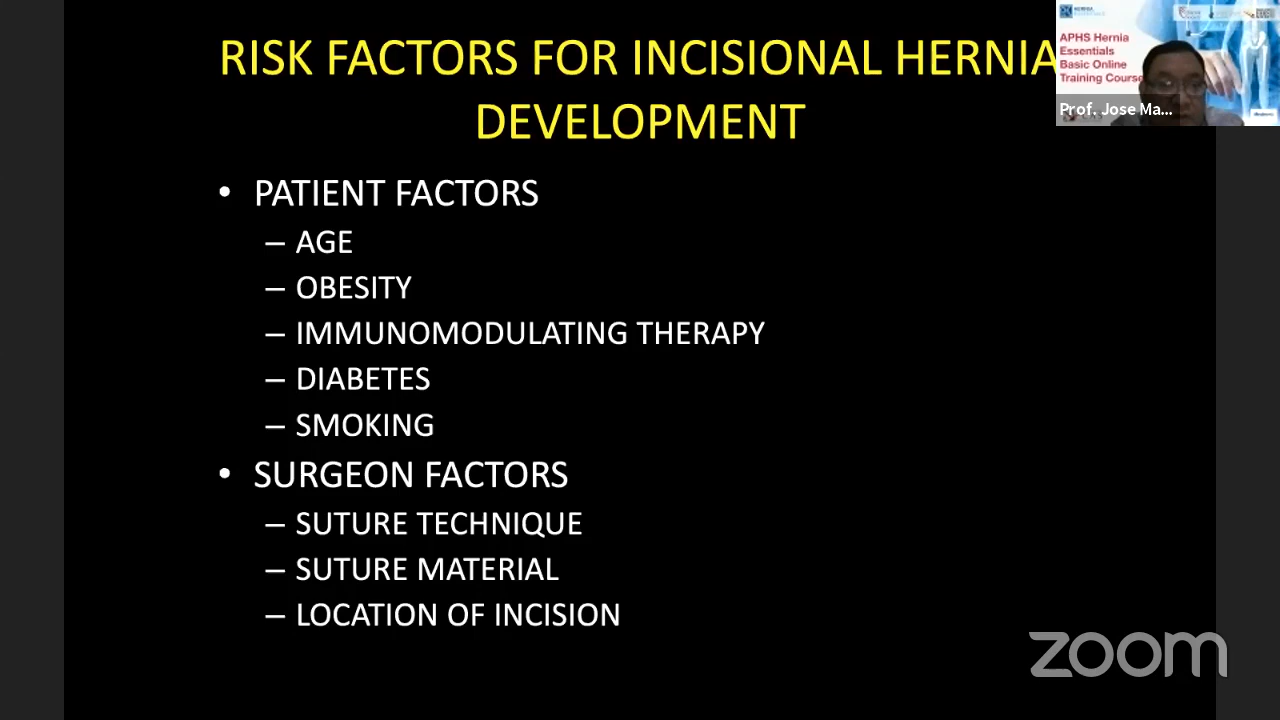 RISK FACTORS FOR INCISIONAL HERNIA
DEVELOPMENT
• PATIENT FACTORS
– AGE
– OBESITY
– IMMUNOMODULATING THERAPY
– DIABETES
– SMOKING
• SURGEON FACTORS
– SUTURE TECHNIQUE
– SUTURE MATERIAL
– LOCATION OF INCISION
APHS Hernia
Essentials
Basic Online
Training Course
Prof. Jose Ma...
zoom